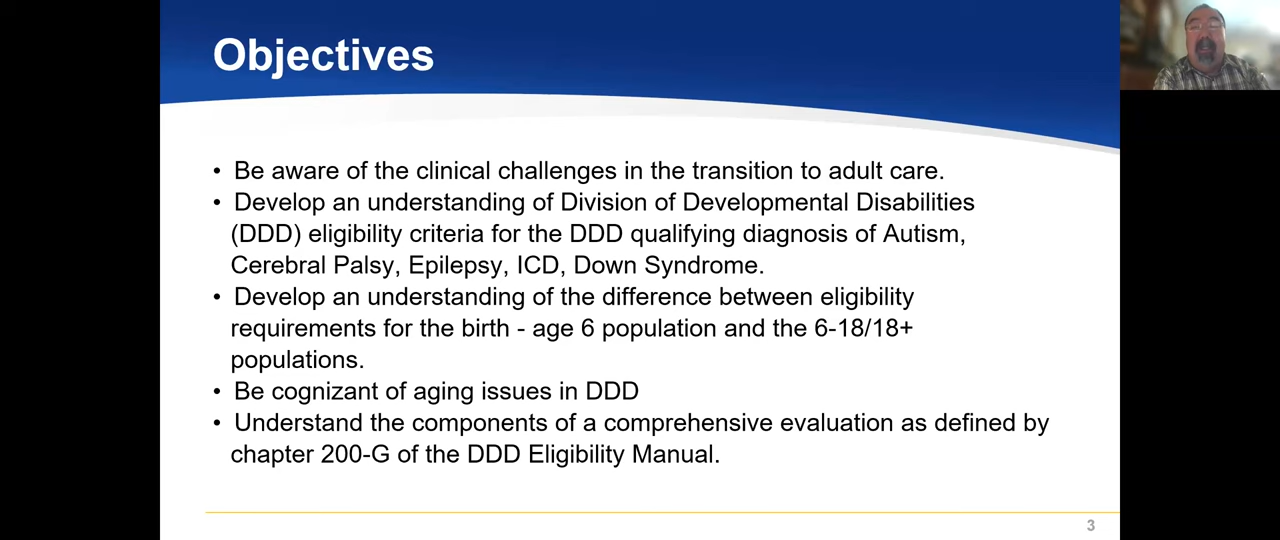 Objectives
• Be aware of the clinical challenges in the transition to adult care.
• Develop an understanding of Division of Developmental Disabilities
(DDD) eligibility criteria for the DDD qualifying diagnosis of Autism,
Cerebral Palsy, Epilepsy, ICD, Down Syndrome.
• Develop an understanding of the difference between eligibility
requirements for the birth - age 6 population and the 6-18/18+
populations.
• Be cognizant of aging issues in DDD
• Understand the components of a comprehensive evaluation as defined by
chapter 200-G of the DDD Eligibility Manual.
3